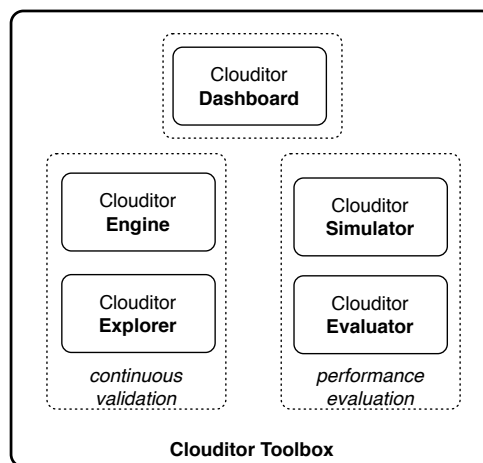 Clouditor
Dashboard
Clouditor
Engine
Clouditor
Explorer
continuous
validation
Clouditor
Simulator
Clouditor
Evaluator
performance
evaluation
Clouditor Toolbox